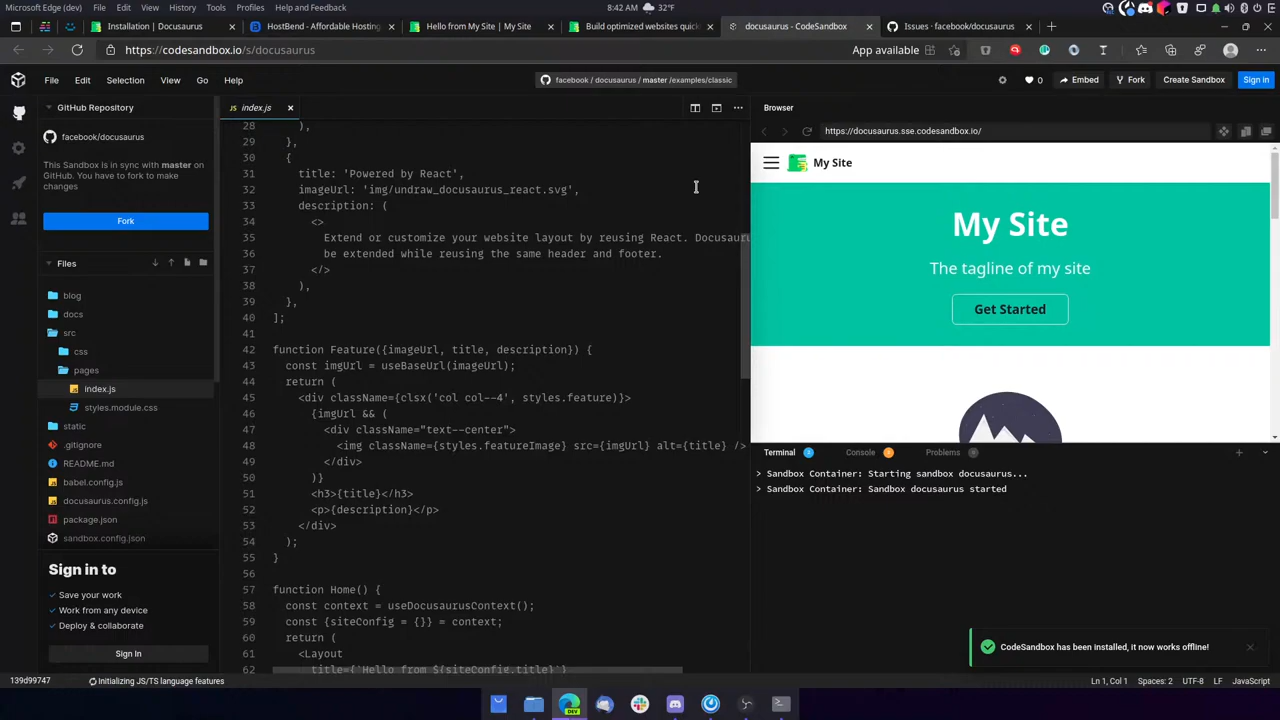 Microsoft Edge (dev)
File
Edit
View
History
Tools
Profiles
Help and Feedback
8:42 AM
32°F
Installation | Docusaurus
HostBend - Affordable Hosting
Hello from My Site | My Site
Build optimized websites quick
docusaurus - CodeSandbox
Issues · facebook/docusaurus
https://codesandbox.io/s/docusaurus
App available
File
Edit
Selection
View
Go
Help
facebook / docusaurus / master /examples/classic
0
Embed
Fork
Create Sandbox
Sign in
GitHub Repository
facebook/docusaurus
This Sandbox is in sync with master on
GitHub. You have to fork to make
changes
Fork
Files
blog
docs
src
css
pages
index.js
styles.module.css
static
.gitignore
README.md
babel.config.js
docusaurus.config.js
package.json
sandbox.config.json
Sign in to
Save your work
Work from any device
Deploy & collaborate
Sign In
index.js
28 ),
29 },
30 {
31 title: 'Powered by React',
32 imageUrl: 'img/undraw_docusaurus_react.svg',
33 description: (
34 <>
35 Extend or customize your website layout by reusing React. Docusauru
36 be extended while reusing the same header and footer.
37 </>
38 ),
39 },
40 ];
41
42 function Feature({imageUrl, title, description}) {
43 const imgUrl = useBaseUrl(imageUrl);
44 return (
45 <div className={clsx('col col--4', styles.feature)}>
46 {imgUrl && (
47 <div className="text--center">
48 <img className={styles.featureImage} src={imgUrl} alt={title} />
49 </div>
50 )}
51 <h3>{title}</h3>
52 <p>{description}</p>
53 </div>
54 );
55 }
56
57 function Home() {
58 const context = useDocusaurusContext();
59 const {siteConfig = {}} = context;
60 return (
61 <Layout
62 title={`Hello from ${siteConfig.title}`}
Browser
https://docusaurus.sse.codesandbox.io/
My Site
My Site
The tagline of my site
Get Started
Terminal
2
Console
Problems
0
> Sandbox Container: Starting sandbox docusaurus...
> Sandbox Container: Sandbox docusaurus started
CodeSandbox has been installed, it now works offline!
139d99747
Initializing JS/TS language features
Ln 1, Col 1
Spaces: 2
UTF-8
LF
JavaScript
DEV